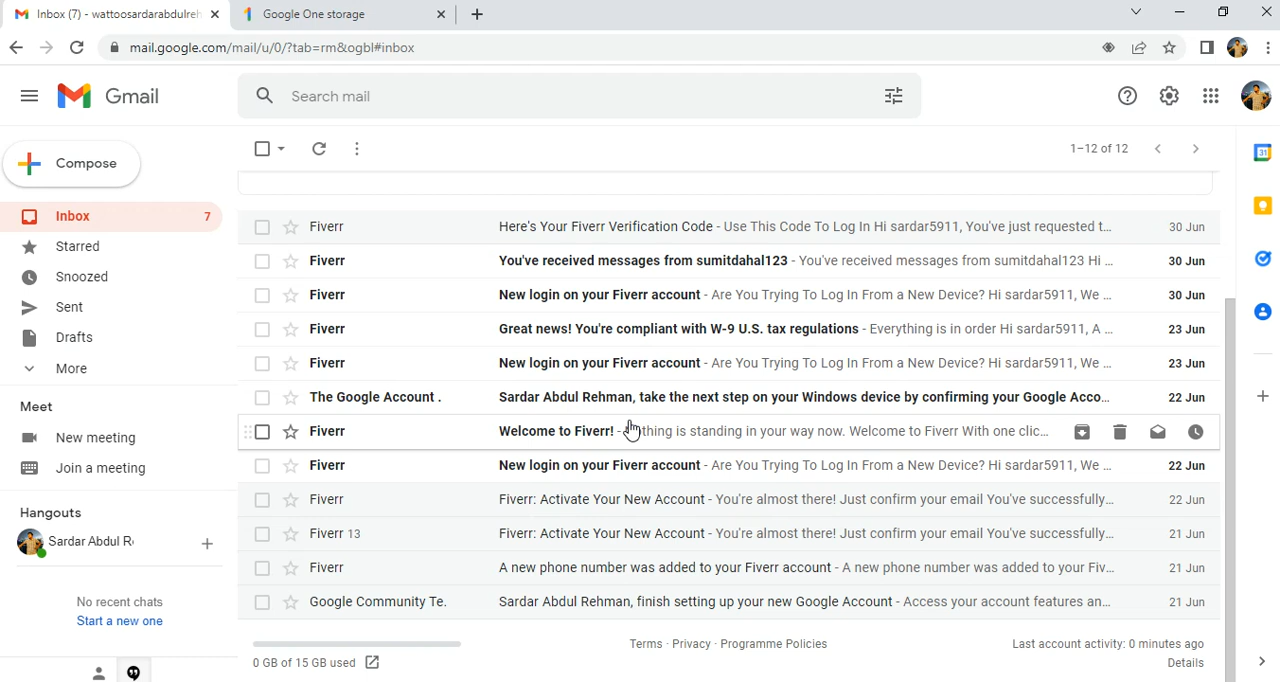 Inbox (7) - wattoosardarabdulreh
Google One storage
mail.google.com/mail/u/0/?tab=rm&ogbl#inbox
Gmail
Search mail
Compose
1–12 of 12
Inbox 7
Starred
Snoozed
Sent
Drafts
More
Meet
New meeting
Join a meeting
Hangouts
Sardar Abdul R
No recent chats
Start a new one
Fiverr Here's Your Fiverr Verification Code - Use This Code To Log In Hi sardar5911, You've just requested t... 30 Jun
Fiverr You've received messages from sumitdahal123 - You've received messages from sumitdahal123 Hi ... 30 Jun
Fiverr New login on your Fiverr account - Are You Trying To Log In From a New Device? Hi sardar5911, We ... 30 Jun
Fiverr Great news! You're compliant with W-9 U.S. tax regulations - Everything is in order Hi sardar5911, A ... 23 Jun
Fiverr New login on your Fiverr account - Are You Trying To Log In From a New Device? Hi sardar5911, We ... 23 Jun
The Google Account . Sardar Abdul Rehman, take the next step on your Windows device by confirming your Google Acco... 22 Jun
Fiverr Welcome to Fiverr! - thing is standing in your way now. Welcome to Fiverr With one clic...
Fiverr New login on your Fiverr account - Are You Trying To Log In From a New Device? Hi sardar5911, We ... 22 Jun
Fiverr Fiverr: Activate Your New Account - You're almost there! Just confirm your email You've successfully... 22 Jun
Fiverr 13 Fiverr: Activate Your New Account - You're almost there! Just confirm your email You've successfully... 21 Jun
Fiverr A new phone number was added to your Fiverr account - A new phone number was added to your Fiv... 21 Jun
Google Community Te. Sardar Abdul Rehman, finish setting up your new Google Account - Access your account features an... 21 Jun
0 GB of 15 GB used
Terms · Privacy · Programme Policies
Last account activity: 0 minutes ago
Details
31